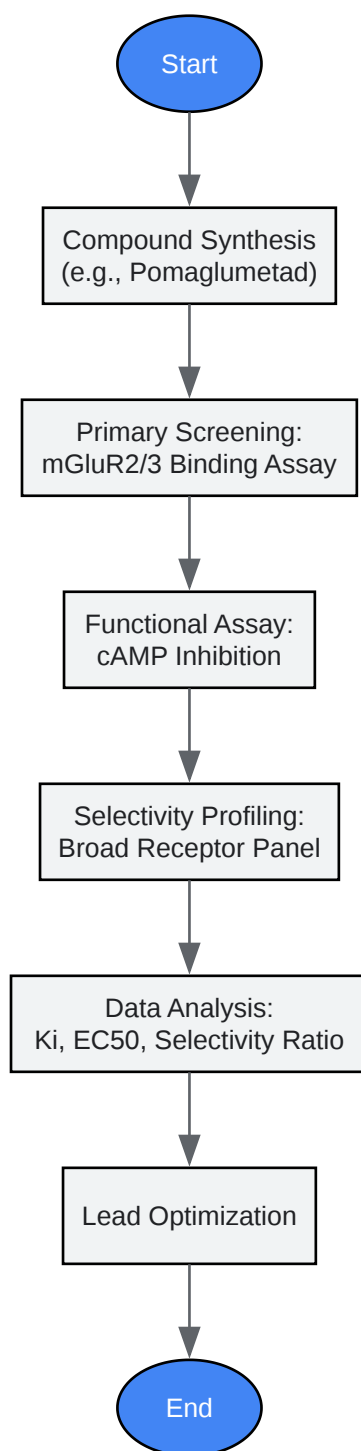 Start
Compound Synthesis
(e.g., Pomaglumetad)
Primary Screening:
mGluR2/3 Binding Assay
Functional Assay:
cAMP Inhibition
Selectivity Profiling:
Broad Receptor Panel
Data Analysis:
Ki, EC50, Selectivity Ratio
Lead Optimization
End